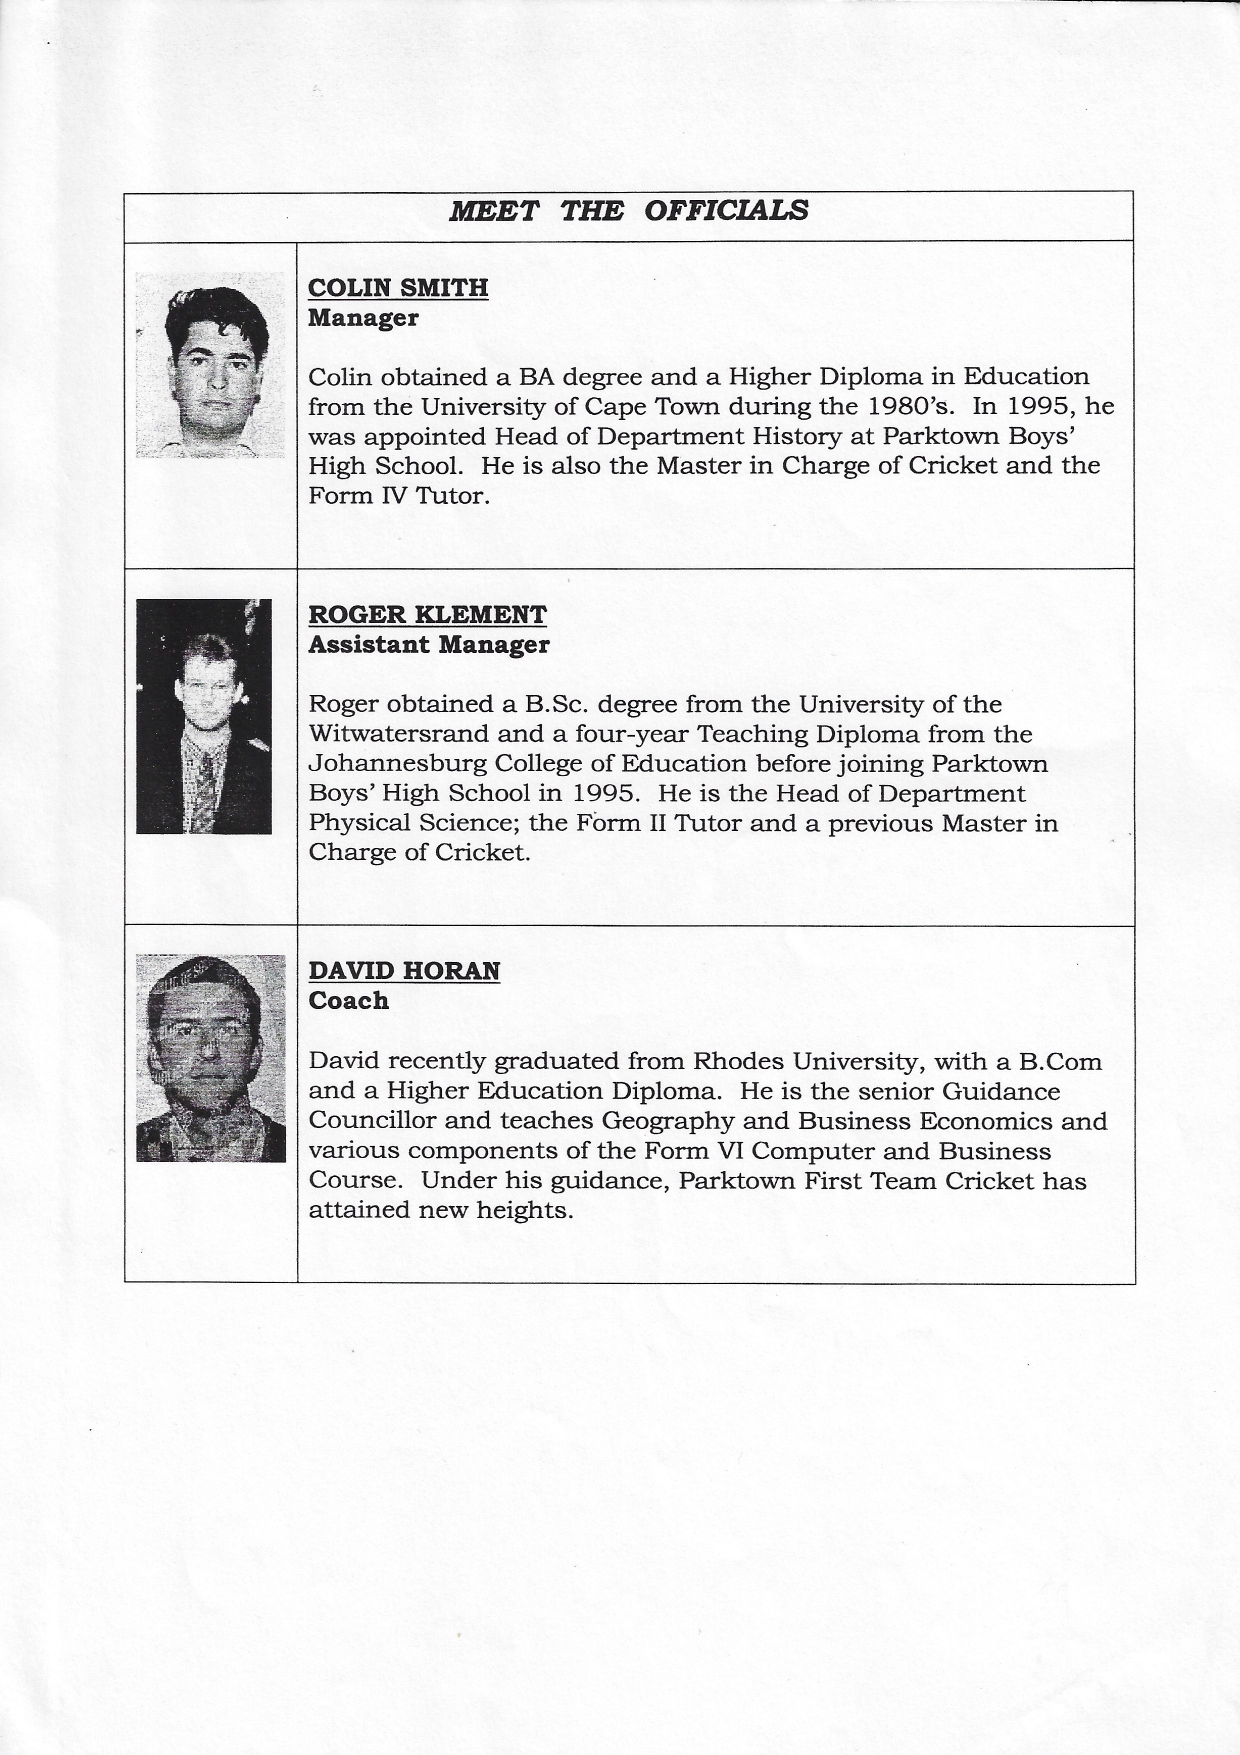 MEET THE OFFICIALS
COLIN SMITH
Manager
Colin obtained a BA degree and a Higher Diploma in Education
from the University of Cape Town during the 1980's. In 1995, he
was appointed Head of Department History at Parktown Boys'
High School. He is also the Master in Charge of Cricket and the
Form IV Tutor.
ROGER KLEMENT
Assistant Manager
Roger obtained a B.Sc. degree from the University of the
Witwatersrand and a four-year Teaching Diploma from the
Johannesburg College of Education before joining Parktown
Boys' High School in 1995. He is the Head of Department
Physical Science; the Form II Tutor and a previous Master in
Charge of Cricket.
DAVID HORAN
Coach
David recently graduated from Rhodes University, with a B.Com
and a Higher Education Diploma. He is the senior Guidance
Councillor and teaches Geography and Business Economics and
various components of the Form VI Computer and Business
Course. Under his guidance, Parktown First Team Cricket has
attained new heights.